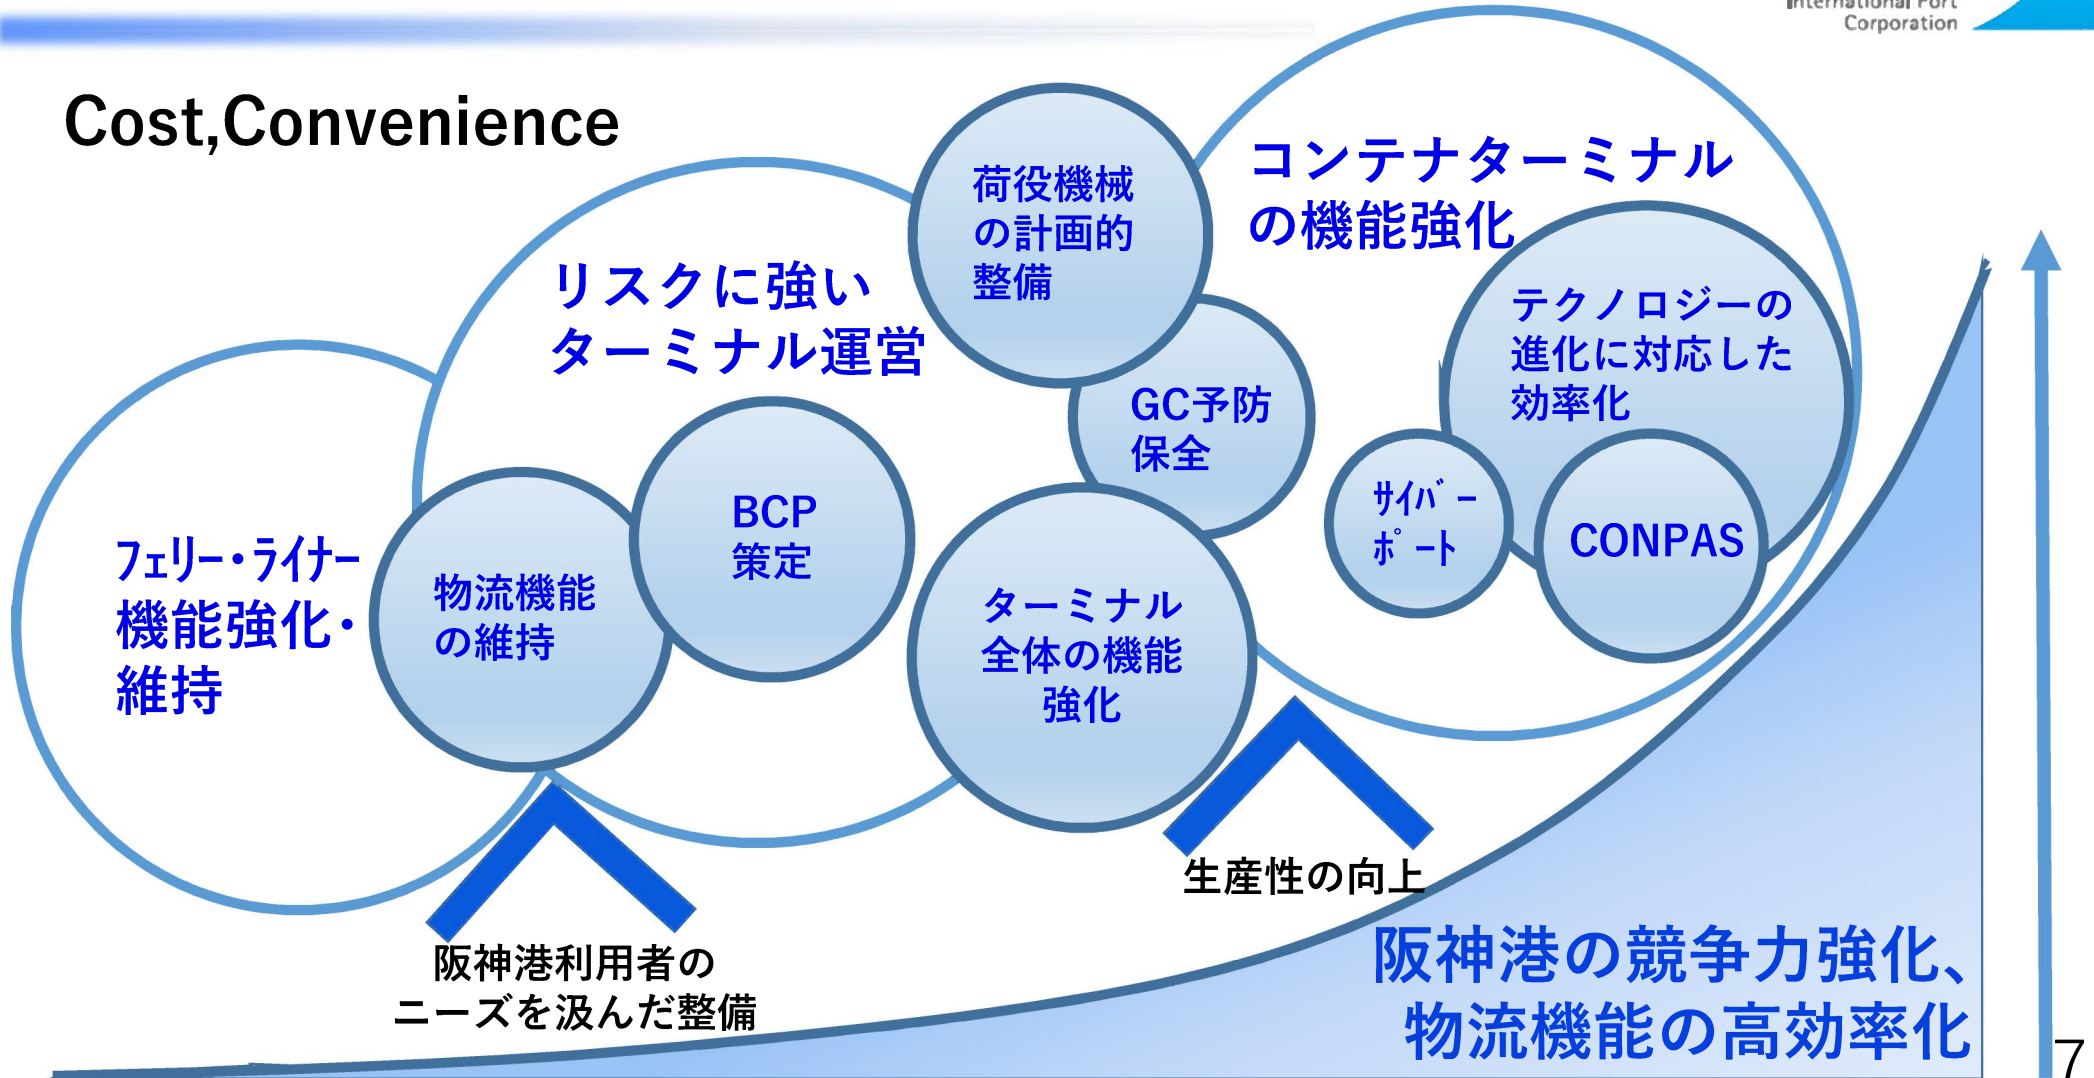 International Port
Corporation
Cost,Convenience
荷役機械
の計画的
整備
コンテナターミナル
の機能強化
リスクに強い
ターミナル運営
テクノロジーの
進化に対応した
効率化
GC予防
保全
BCP
策定
ｻｲﾊﾞｰ
ﾎﾟｰﾄ
CONPAS
ﾌｪﾘｰ・ﾗｲﾅｰ
機能強化・
維持
物流機能
の維持
ターミナル
全体の機能
強化
生産性の向上
阪神港利用者の
ニーズを汲んだ整備
阪神港の競争力強化、
物流機能の高効率化
7